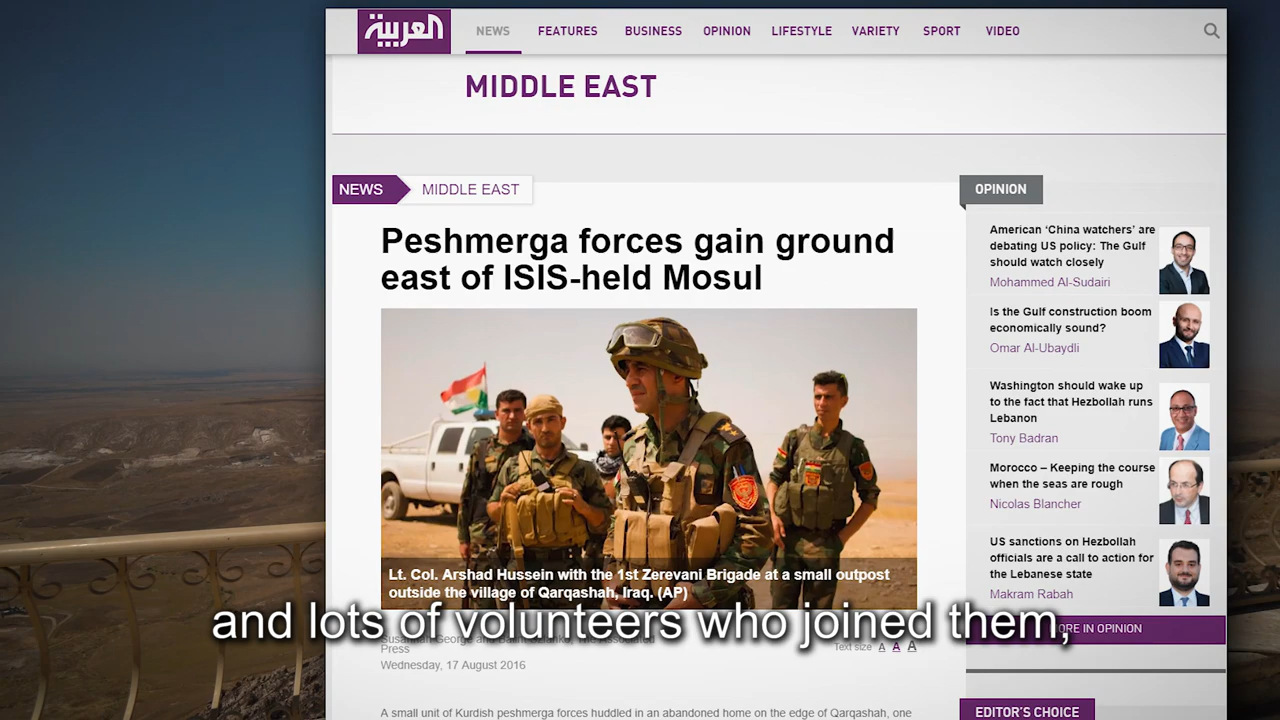 العربية
NEWS FEATURES BUSINESS OPINION LIFESTYLE VARIETY SPORT VIDEO
MIDDLE EAST
NEWS MIDDLE EAST
Peshmerga forces gain ground
east of ISIS-held Mosul
Lt. Col. Arshad Hussein with the 1st Zerevani Brigade at a small outpost
outside the village of Qarqashah, Iraq. (AP)
and lots of volunteers who joined them,
Press
Text size A A A
Wednesday, 17 August 2016
A small unit of Kurdish peshmerga forces huddled in an abandoned home on the edge of Qarqashah, one
OPINION
American ‘China watchers’ are
debating US policy: The Gulf
should watch closely
Mohammed Al-Sudairi
Is the Gulf construction boom
economically sound?
Omar Al-Ubaydli
Washington should wake up
to the fact that Hezbollah runs
Lebanon
Tony Badran
Morocco – Keeping the course
when the seas are rough
Nicolas Blancher
US sanctions on Hezbollah
officials are a call to action for
the Lebanese state
Makram Rabah
IN OPINION
EDITOR'S CHOICE